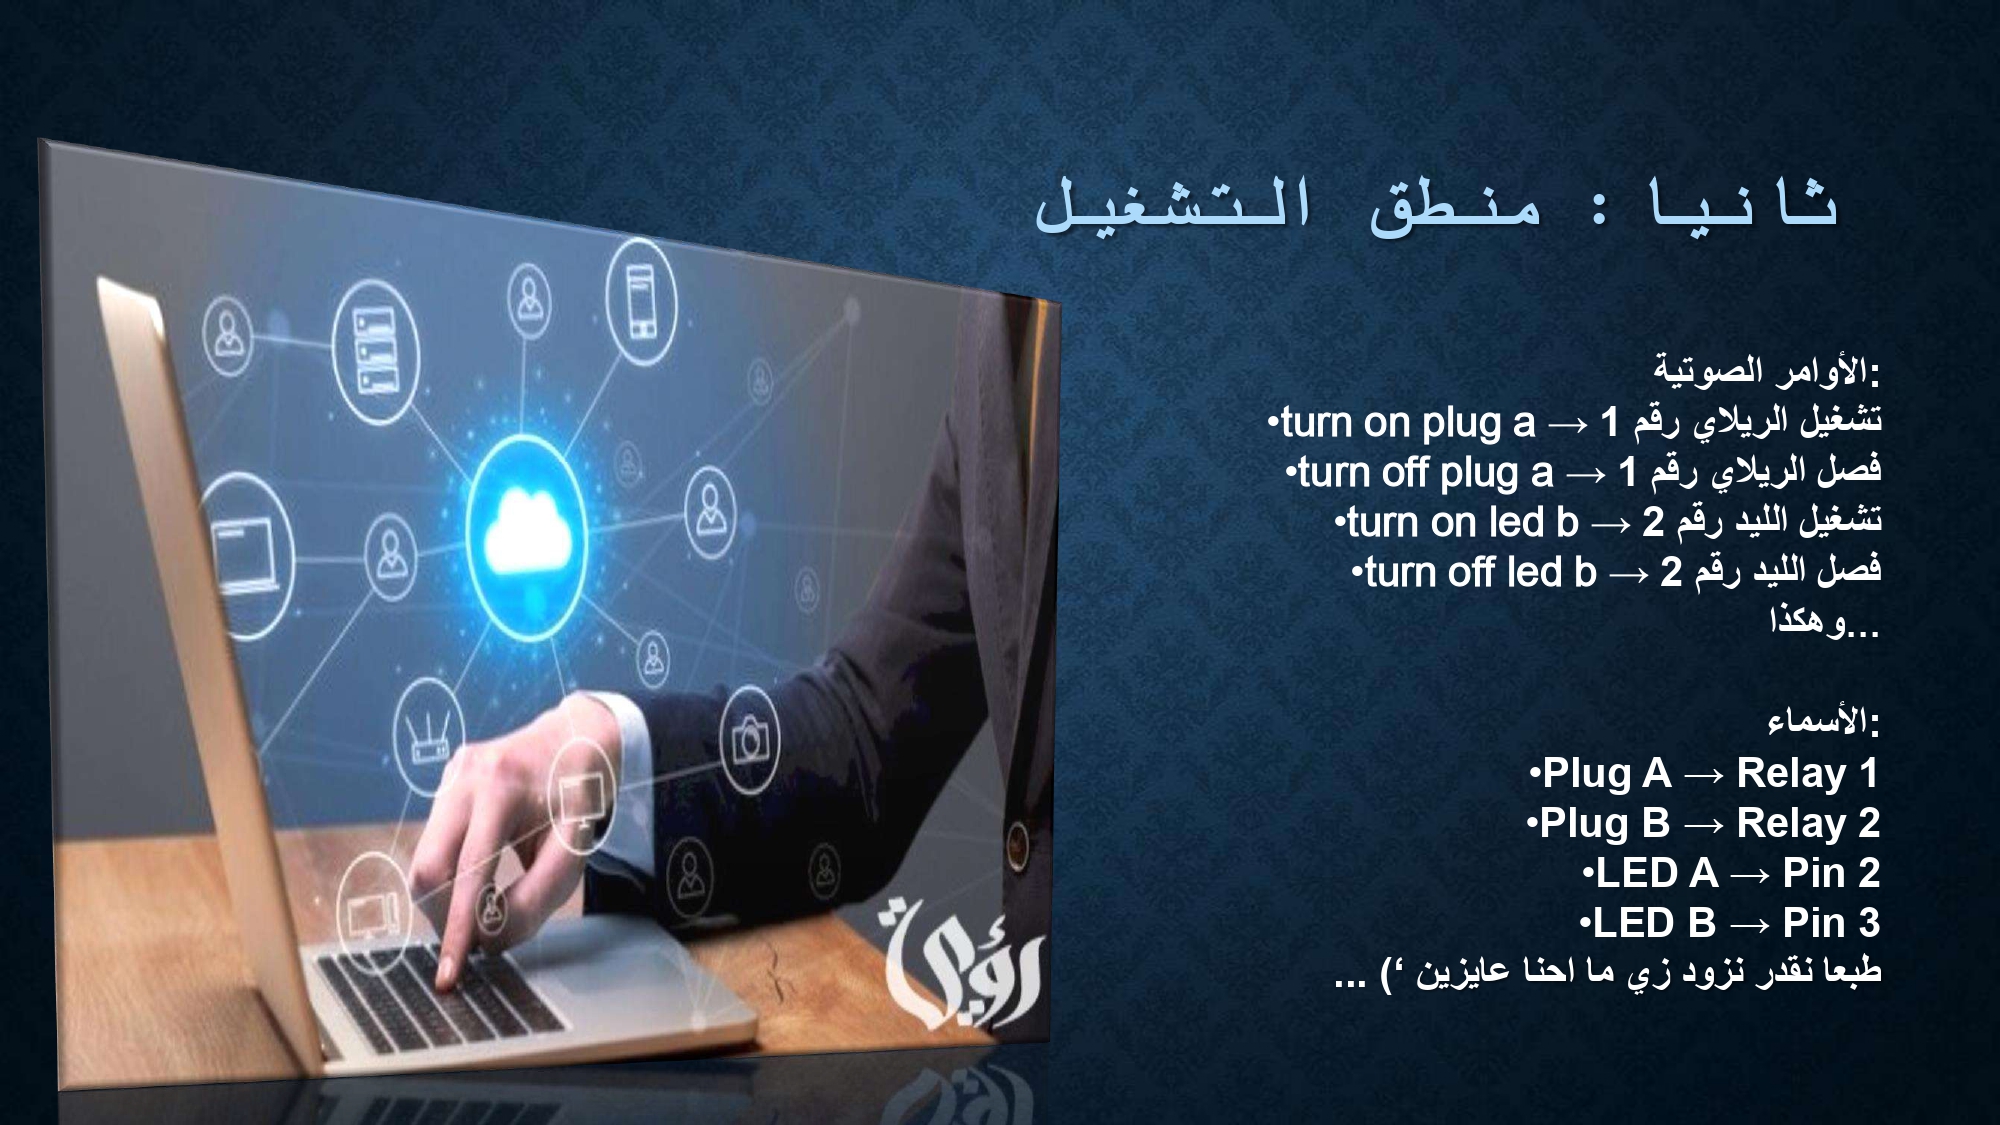 ثانيا : منطق التشغيل
الأوامر الصوتية:
•turn on plug a → تشغيل الريلاي رقم 1
•turn off plug a → فصل الريلاي رقم 1
•turn on led b → تشغيل الليد رقم 2
•turn off led b → فصل الليد رقم 2
وهكذا...
الأسماء:
•Plug A → Relay 1
•Plug B → Relay 2
•LED A → Pin 2
•LED B → Pin 3
طبعا نقدر نزود زي ما احنا عايزين ‘) ...
رؤية